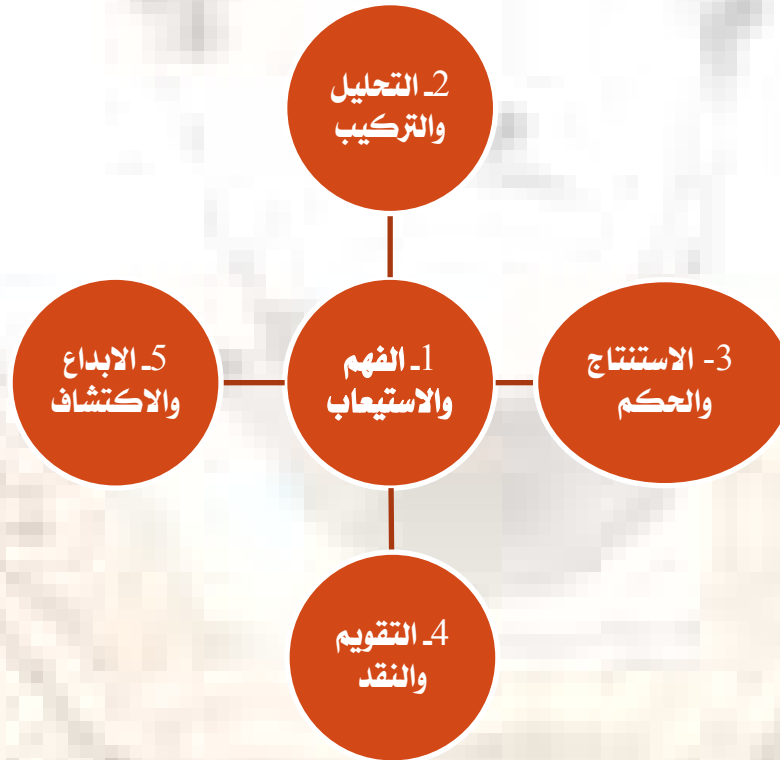 2ـ التحليل
والتركيب
5ـ الابداع
والاكتشاف
1ـ الفهم
والاستيعاب
3- الاستنتاج
والحكم
4ـ التقويم
والنقد